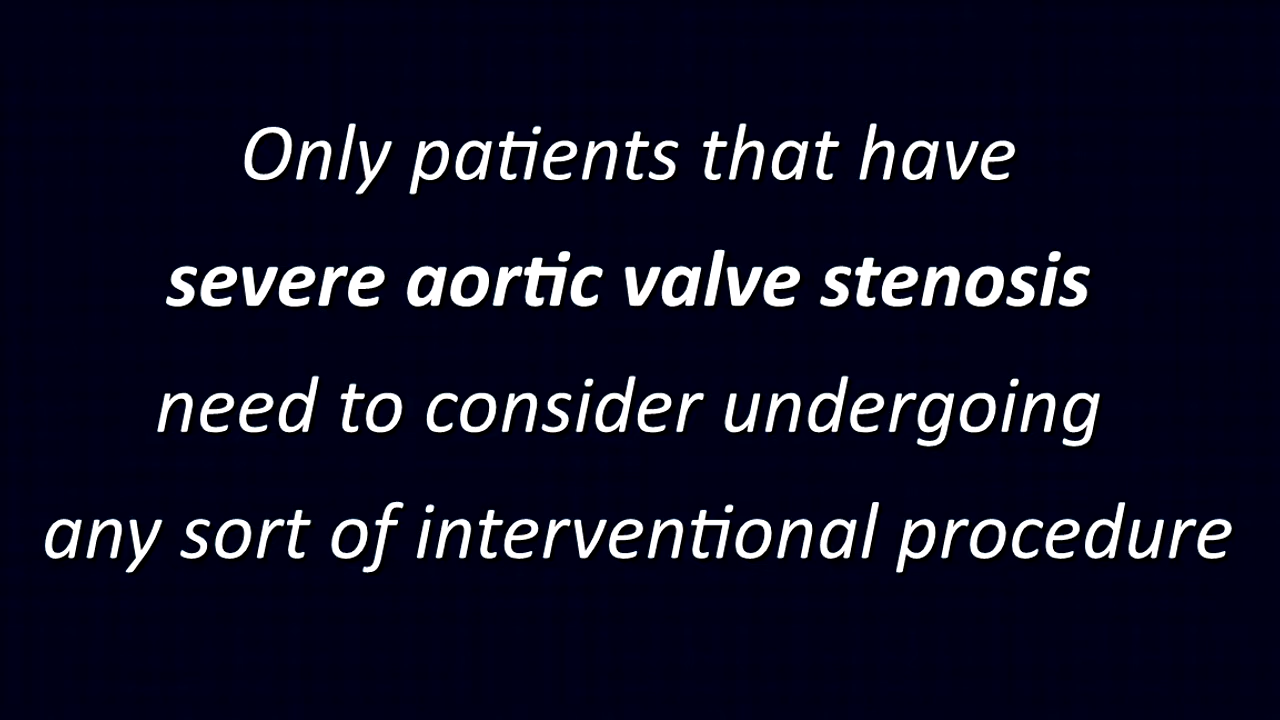 Only patients that have
severe aortic valve stenosis
need to consider undergoing
any sort of interventional procedure